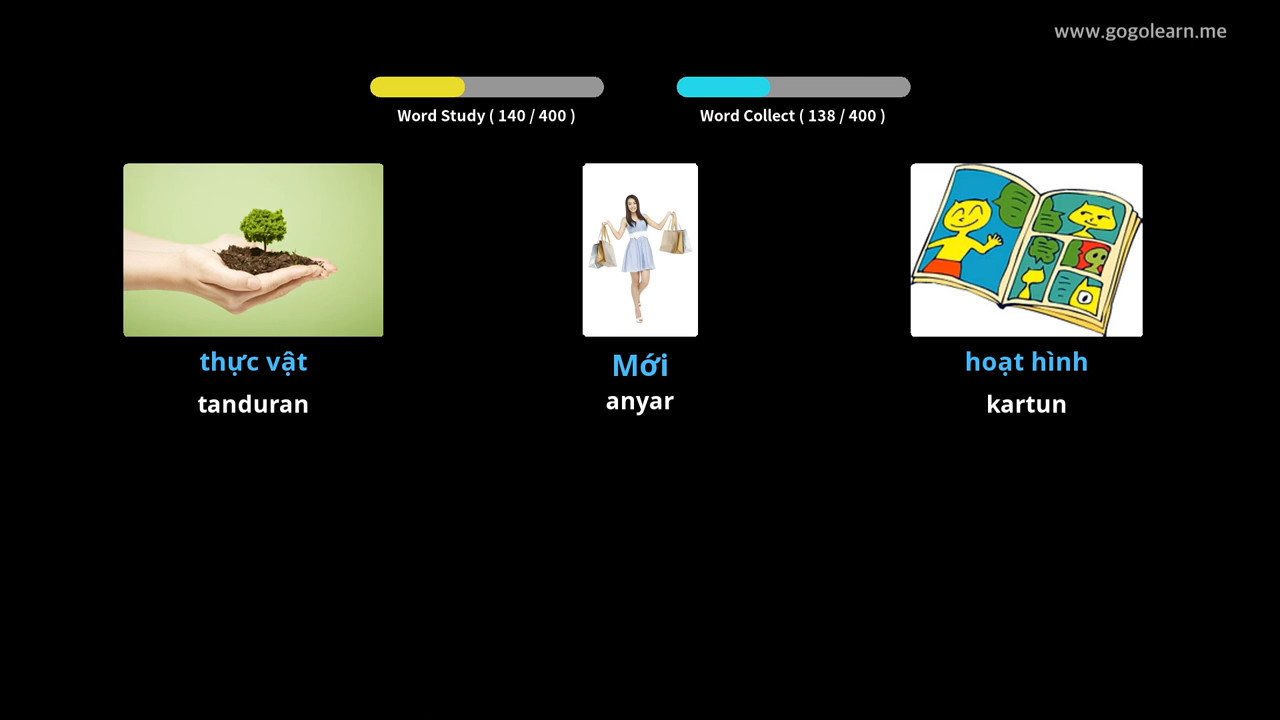 www.gogolearn.me
Word Study ( 140 / 400 )
Word Collect ( 138 / 400 )
thực vật
tanduran
Mới
anyar
hoạt hình
kartun